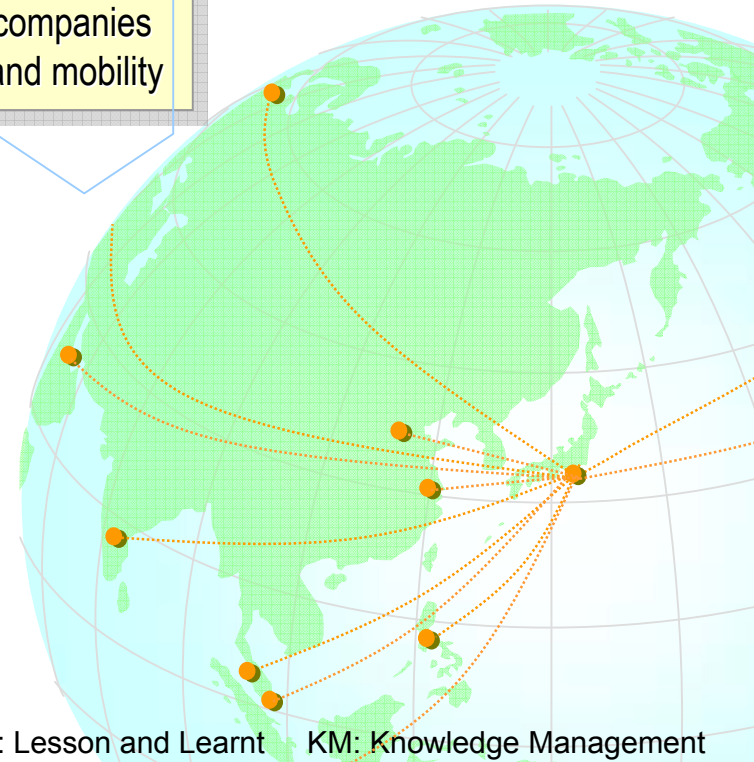 companies
and mobility
: Lesson and Learnt KM: Knowledge Management